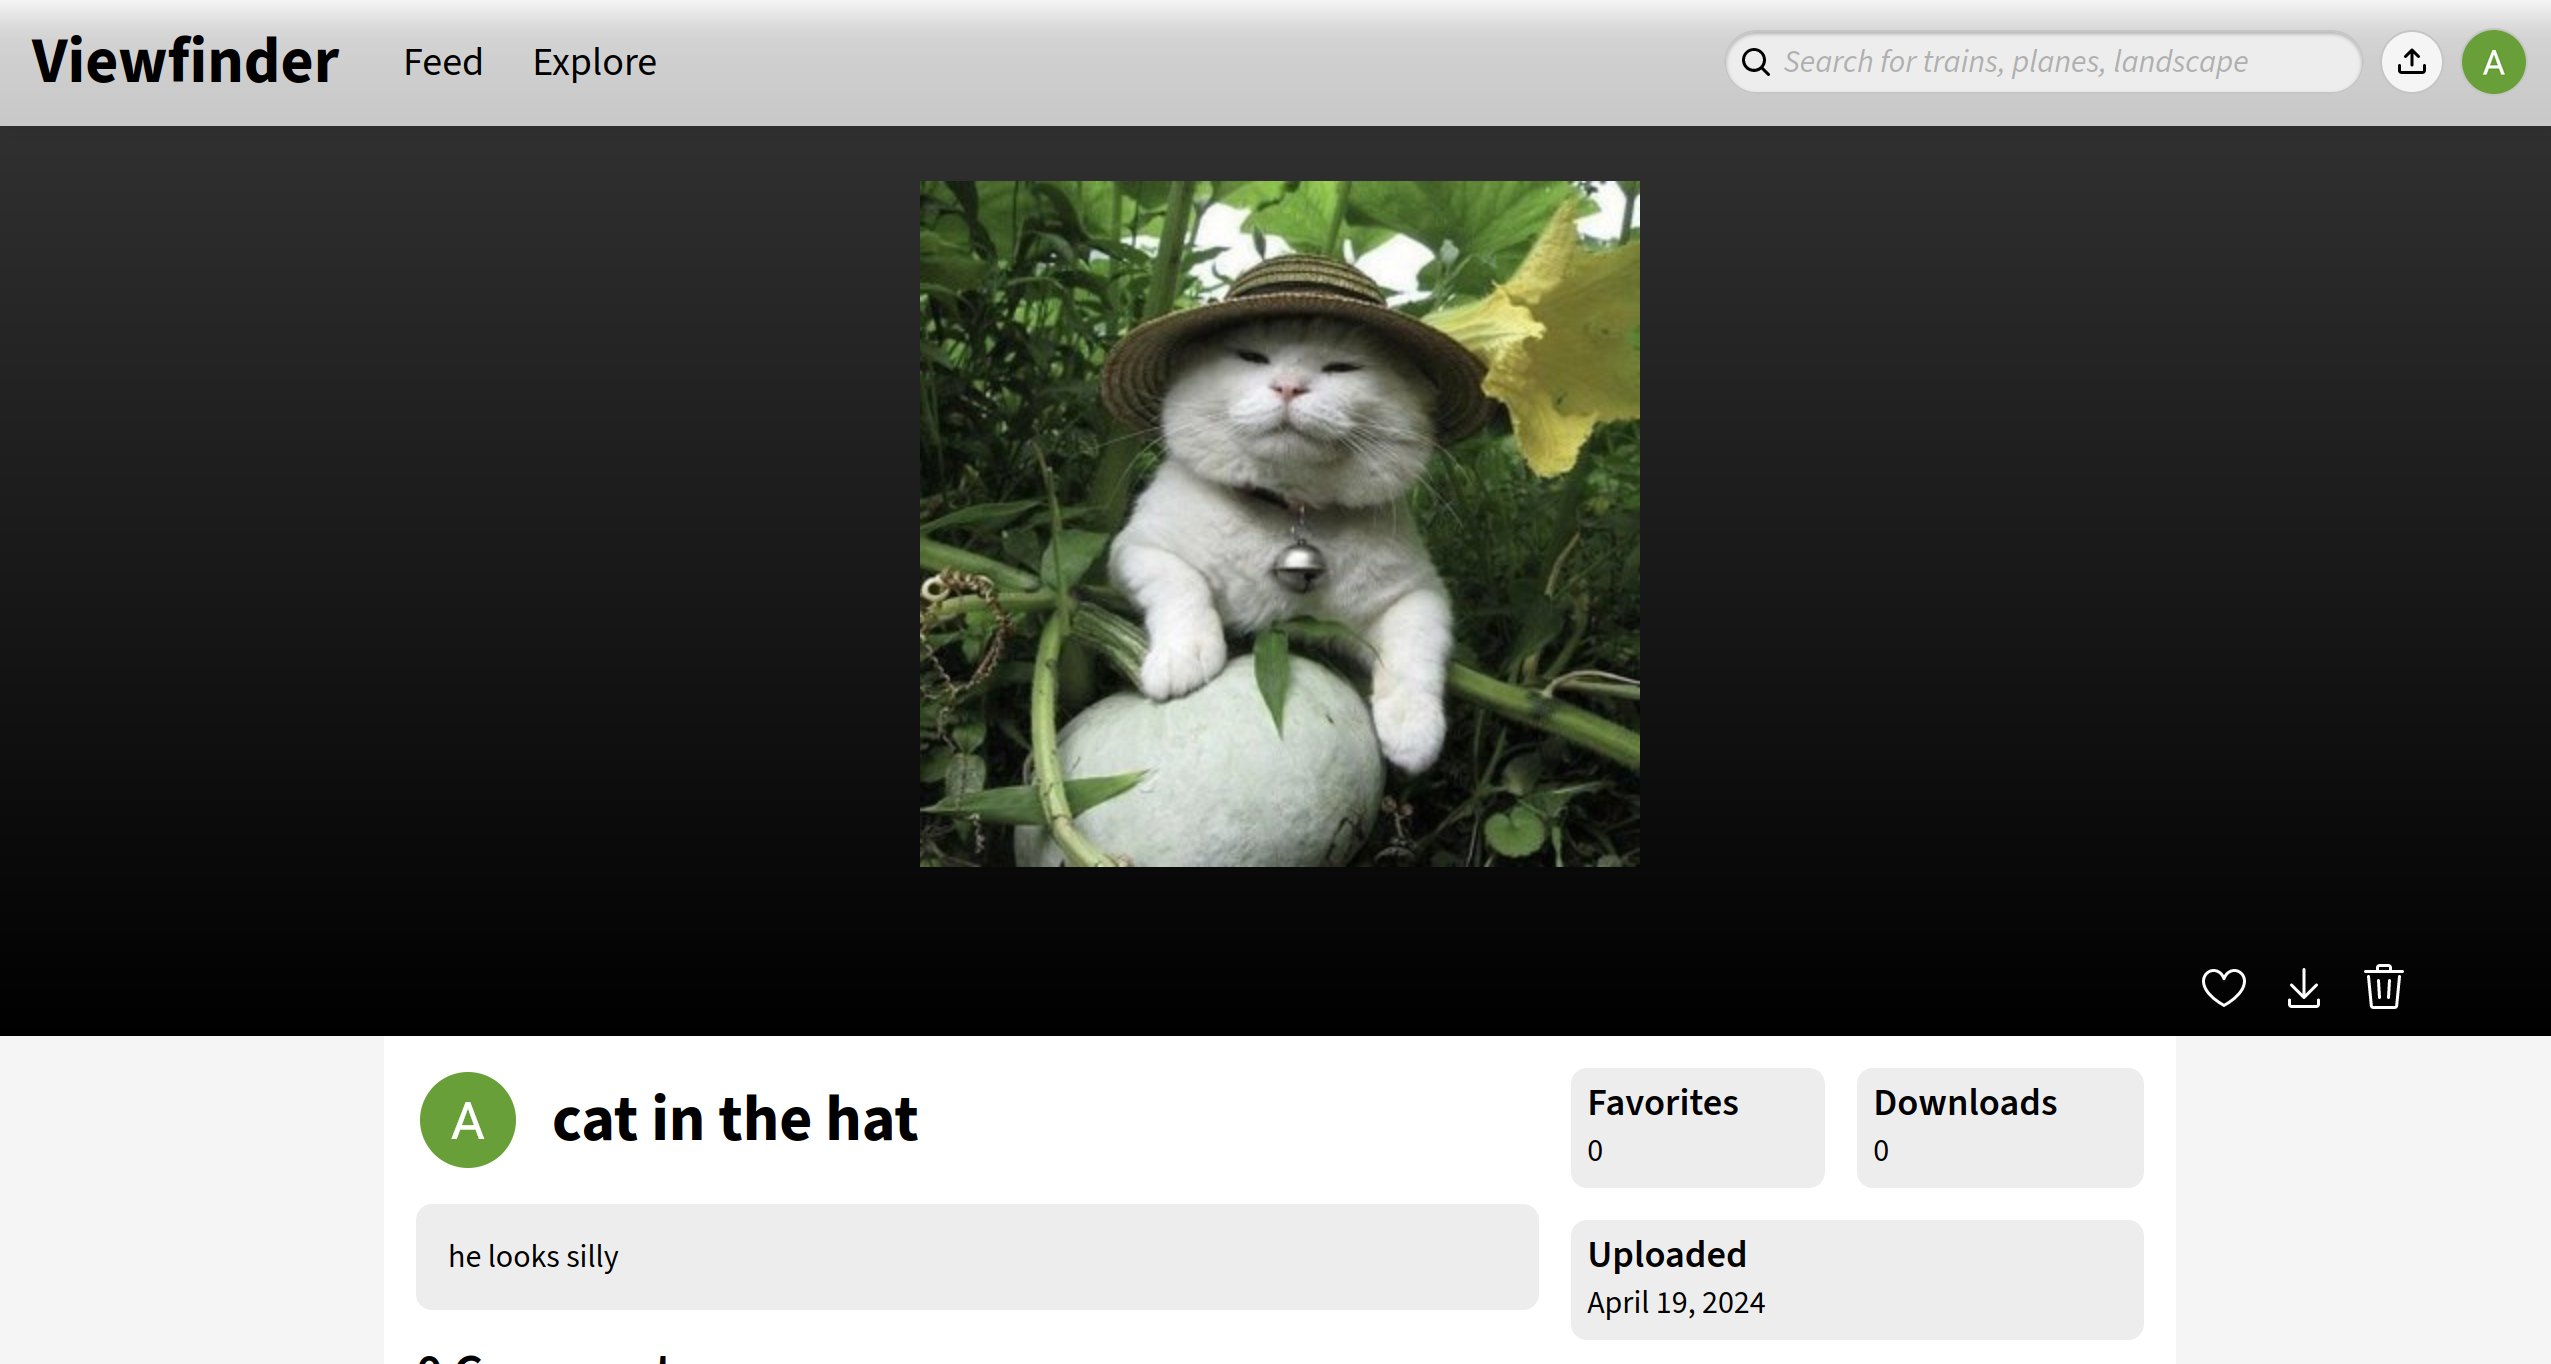 Viewfinder
Feed
Explore
Search for trains, planes, landscape
A
A
cat in the hat
he looks silly
Favorites
0
Downloads
0
Uploaded
April 19, 2024